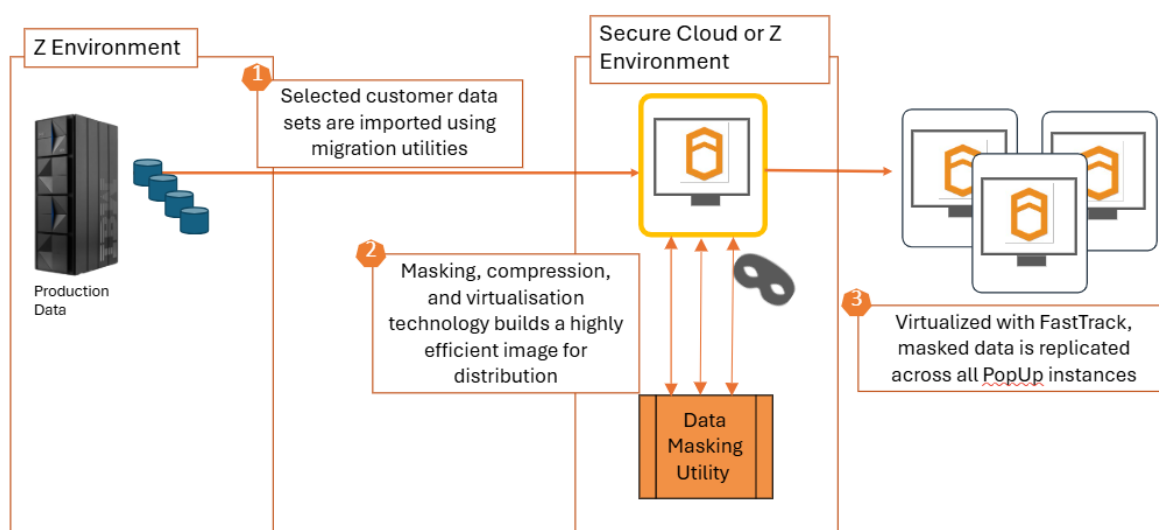 Z Environment
1
Selected customer data
sets are imported using
migration utilities
Secure Cloud or Z
Environment
Production
Data
2
Masking, compression,
and virtualisation
technology builds a highly
efficient image for
distribution
Data
Masking
Utility
3
Virtualized with FastTrack,
masked data is replicated
across all PopUp instances